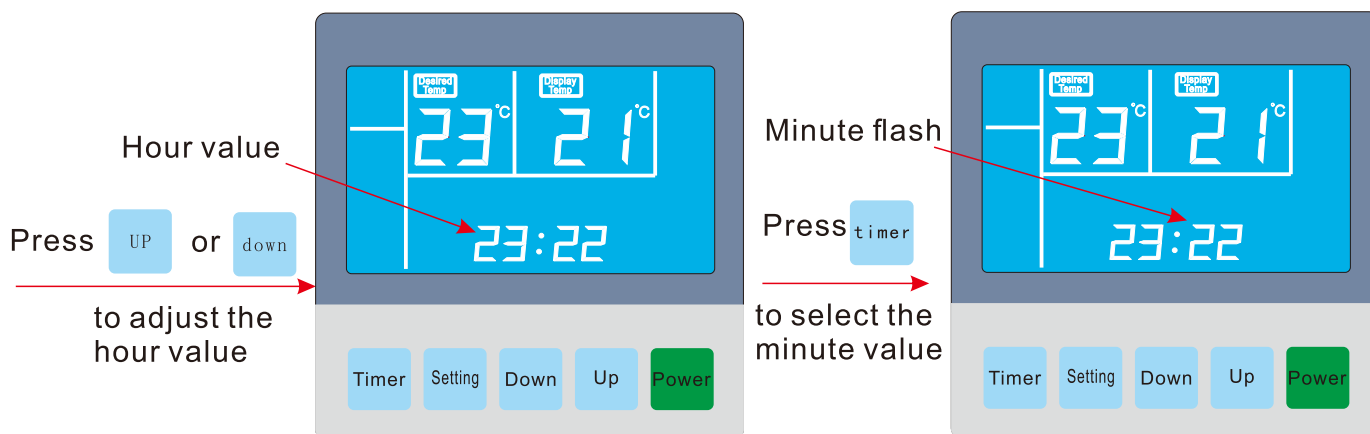 Hour value
Press UP or down
to adjust the
hour value
Desired
Temp
23°C
Display
Temp
21°C
23:22
Timer Setting Down Up Power
Minute flash
Press timer
to select the
minute value
Desired
Temp
23°C
Display
Temp
21°C
23:22
Timer Setting Down Up Power